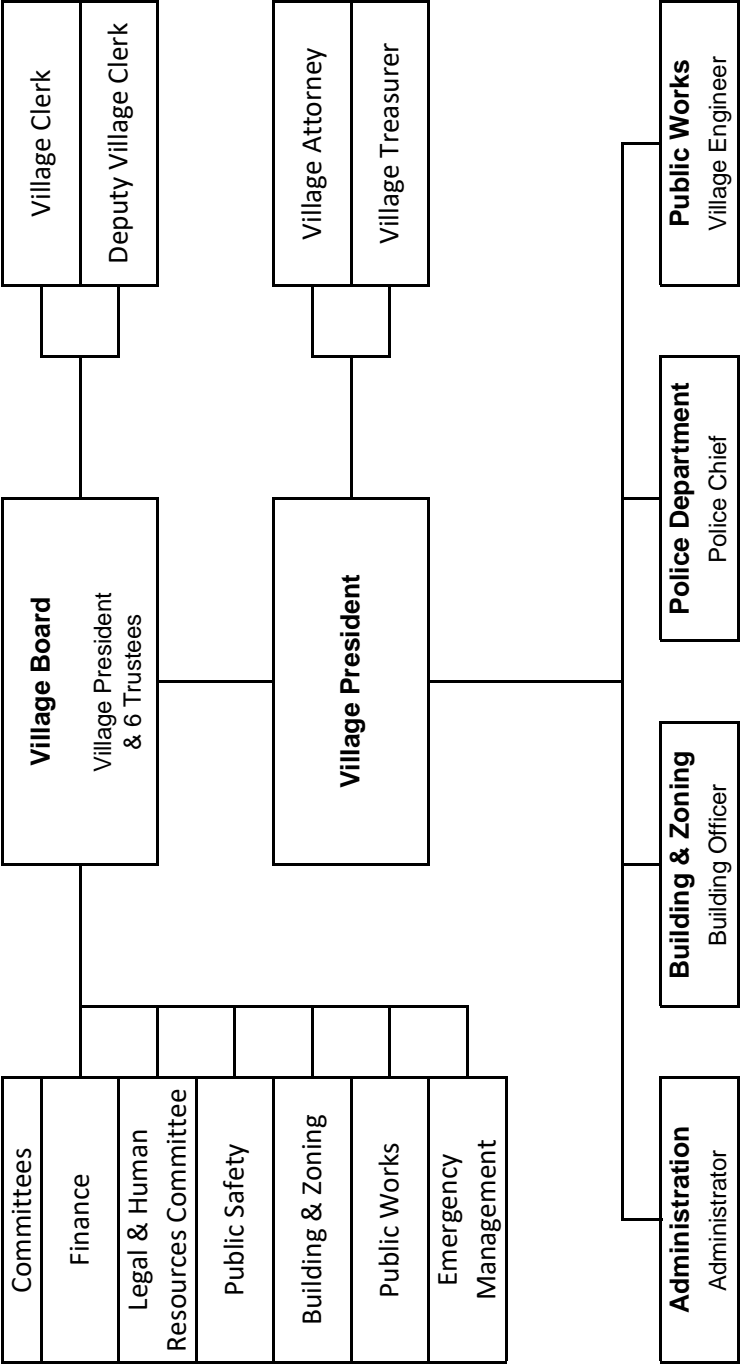 Committees
Finance
Legal & Human
Resources Committee
Public Safety
Building & Zoning
Public Works
Emergency
Management
Village Board
Village President
& 6 Trustees
Village Clerk
Deputy Village Clerk
Village President
Village Attorney
Village Treasurer
Administration
Administrator
Building & Zoning
Building Officer
Police Department
Police Chief
Public Works
Village Engineer